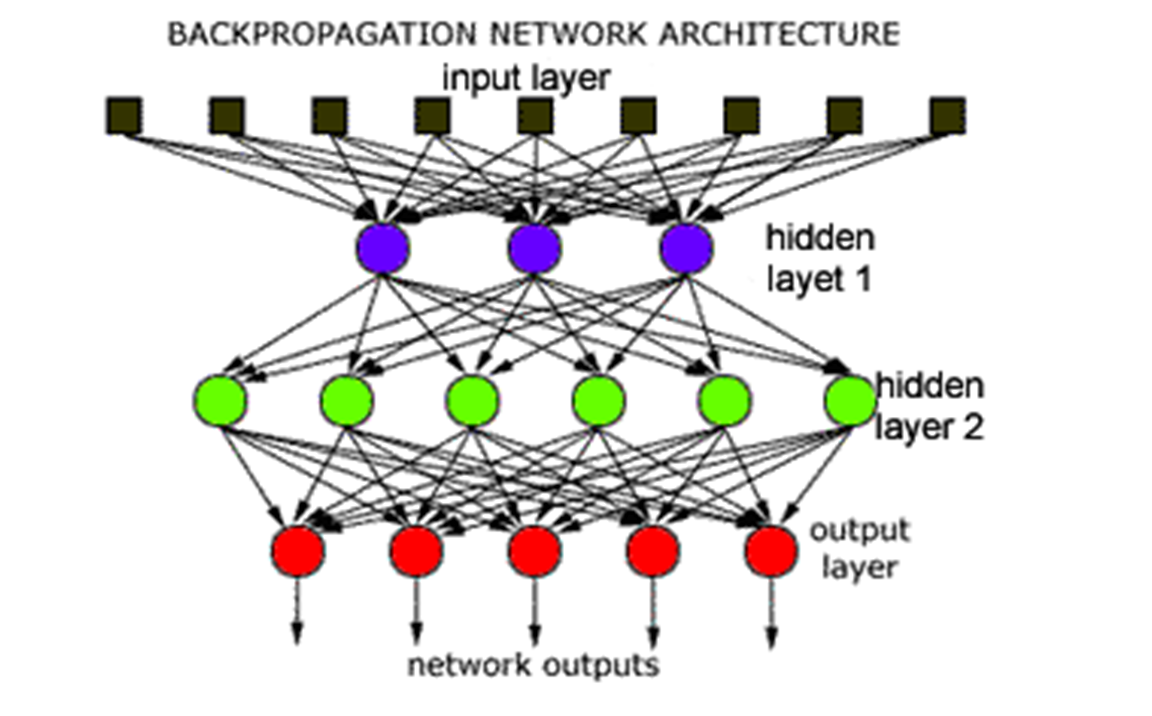 BACKPROPAGATION NETWORK ARCHITECTURE
input layer
hidden
layet 1
hidden
layer 2
output
layer
network outputs